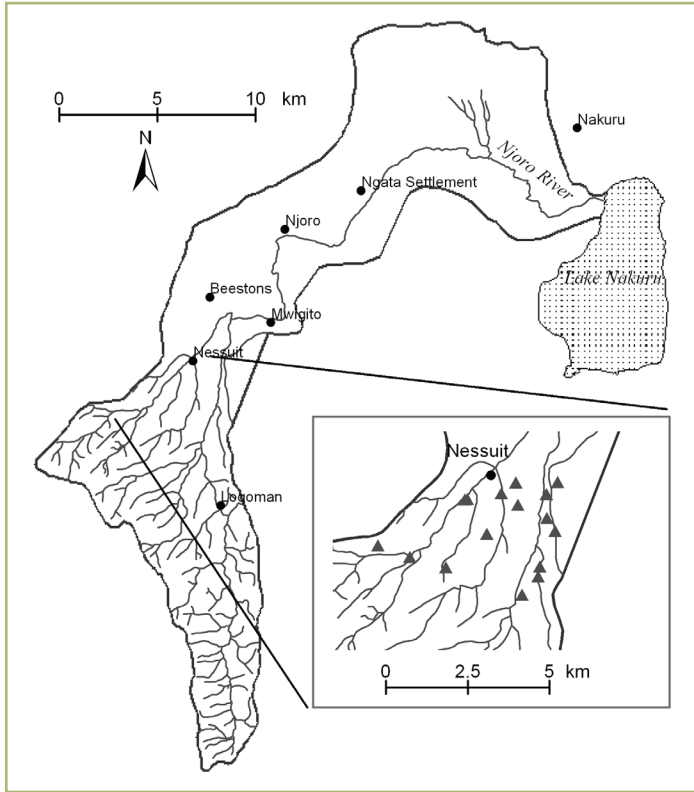 0 5 10 km
N
Nakuru
Njoro River
Ngata Settlement
Njoro
Lake Nakuru
Beestons
Mwigito
Nessuit
Logoman
Nessuit
0 2.5 5 km